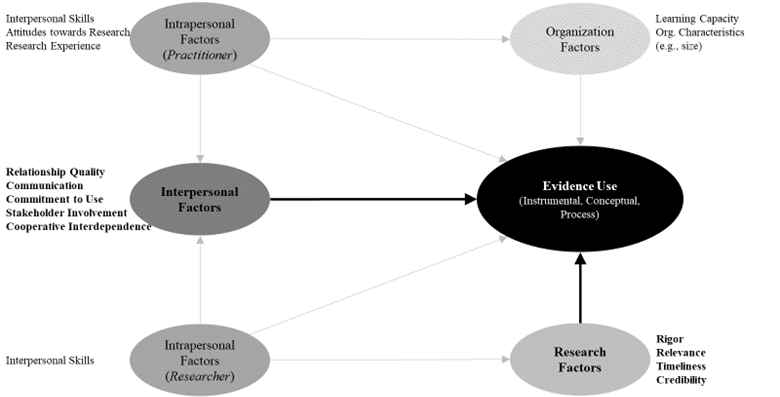 Interpersonal Skills
Attitudes towards Research
Research Experience
Intrapersonal
Factors
(Practitioner)
Organization
Factors
Learning Capacity
Org. Characteristics
(e.g., size)
Relationship Quality
Communication
Commitment to Use
Stakeholder Involvement
Cooperative Interdependence
Interpersonal
Factors
Evidence Use
(Instrumental, Conceptual,
Process)
Interpersonal Skills
Intrapersonal
Factors
(Researcher)
Research
Factors
Rigor
Relevance
Timeliness
Credibility